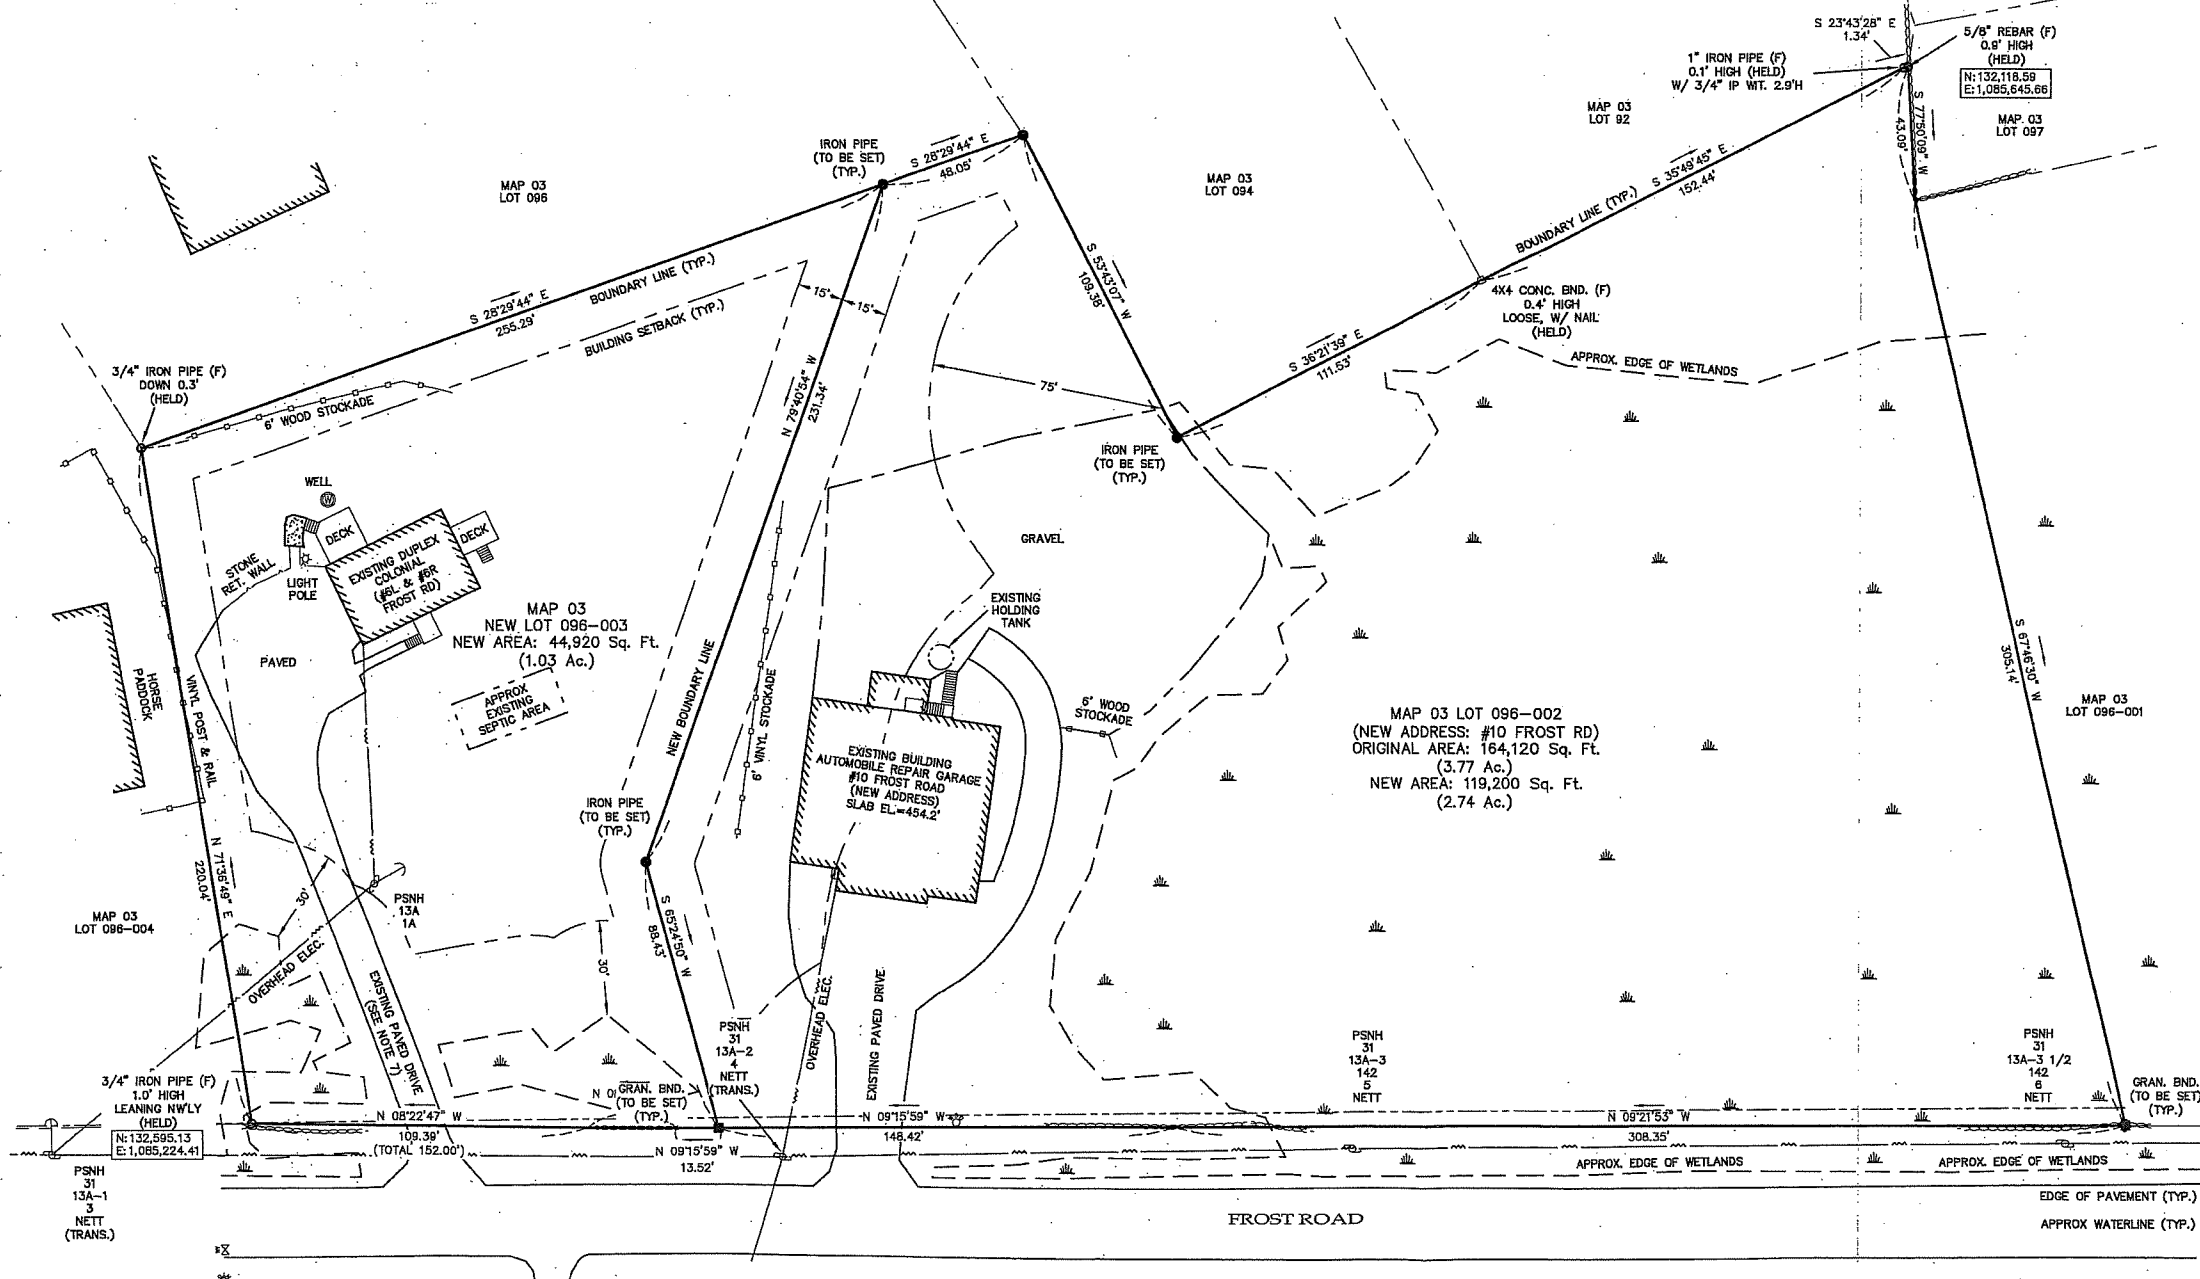 S 23°43'28" E
1.34'
5/8" REBAR (F)
0.9' HIGH
(HELD)
N:132,118.59
E:1,085,645.66
1" IRON PIPE (F)
0.1' HIGH (HELD)
W/ 3/4" IP WIT. 2.9'H
MAP 03
LOT 92
S 77°50'09" W
43.09'
MAP 03
LOT 097
IRON PIPE
(TO BE SET)
(TYP.)
S 28°29'44" E
48.05'
MAP 03
LOT 096
MAP 03
LOT 094
BOUNDARY LINE (TYP.)
S 35°49'45" E
152.44'
S 28°29'44" E
255.29'
BOUNDARY LINE (TYP.)
BUILDING SETBACK (TYP.)
15'
15'
S 53°43'07" W
109.38'
4X4 CONC. BND. (F)
0.4' HIGH
LOOSE, W/ NAIL
(HELD)
S 36°21'39" E
111.53'
APPROX. EDGE OF WETLANDS
3/4" IRON PIPE (F)
DOWN 0.3'
(HELD)
6' WOOD STOCKADE
N 79°40'54" W
231.34'
75'
IRON PIPE
(TO BE SET)
(TYP.)
WELL
W
DECK
DECK
STONE
RET. WALL
LIGHT
POLE
EXISTING DUPLEX
COLONIAL
(#6L & #6R
FROST RD)
GRAVEL
EXISTING
HOLDING
TANK
MAP 03
NEW LOT 096-003
NEW AREA: 44,920 Sq. Ft.
(1.03 Ac.)
PAVED
HORSE
PADDOCK
VINYL POST & RAIL
APPROX
EXISTING
SEPTIC AREA
NEW BOUNDARY LINE
6' VINYL STOCKADE
6' WOOD
STOCKADE
S 67°46'30" W
305.14'
MAP 03
LOT 096-001
MAP 03 LOT 096-002
(NEW ADDRESS: #10 FROST RD)
ORIGINAL AREA: 164,120 Sq. Ft.
(3.77 Ac.)
NEW AREA: 119,200 Sq. Ft.
(2.74 Ac.)
EXISTING BUILDING
AUTOMOBILE REPAIR GARAGE
#10 FROST ROAD
(NEW ADDRESS)
SLAB EL.=454.2'
IRON PIPE
(TO BE SET)
(TYP.)
N 71°36'49" E
220.04'
30'
PSNH
13A
1A
MAP 03
LOT 096-004
OVERHEAD ELEC.
S 65°24'50" W
88.43'
30'
EXISTING PAVED DRIVE
(SEE NOTE 7)
OVERHEAD ELEC.
EXISTING PAVED DRIVE
PSNH
31
13A-2
4
NETT
(TRANS.)
PSNH
31
13A-3
142
5
NETT
PSNH
31
13A-3 1/2
142
6
NETT
3/4" IRON PIPE (F)
1.0' HIGH
LEANING NW'LY
(HELD)
N:132,595.13
E:1,085,224.41
GRAN. BND.
(TO BE SET)
(TYP.)
GRAN. BND.
(TO BE SET)
(TYP.)
N 08°22'47" W
109.39'
(TOTAL 152.00')
N 09°15'59" W
148.42'
N 09°21'53" W
308.35'
N 09°15'59" W
13.52'
APPROX. EDGE OF WETLANDS
APPROX. EDGE OF WETLANDS
PSNH
31
13A-1
3
NETT
(TRANS.)
EDGE OF PAVEMENT (TYP.)
FROST ROAD
APPROX WATERLINE (TYP.)